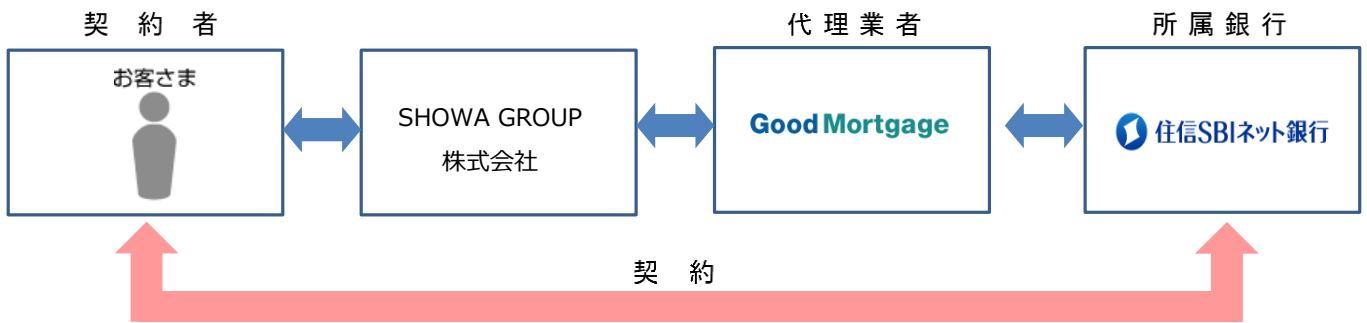 契約者
代理業者
所属銀行
お客さま
SHOWA GROUP
株式会社
Good Mortgage
住信SBIネット銀行
契約